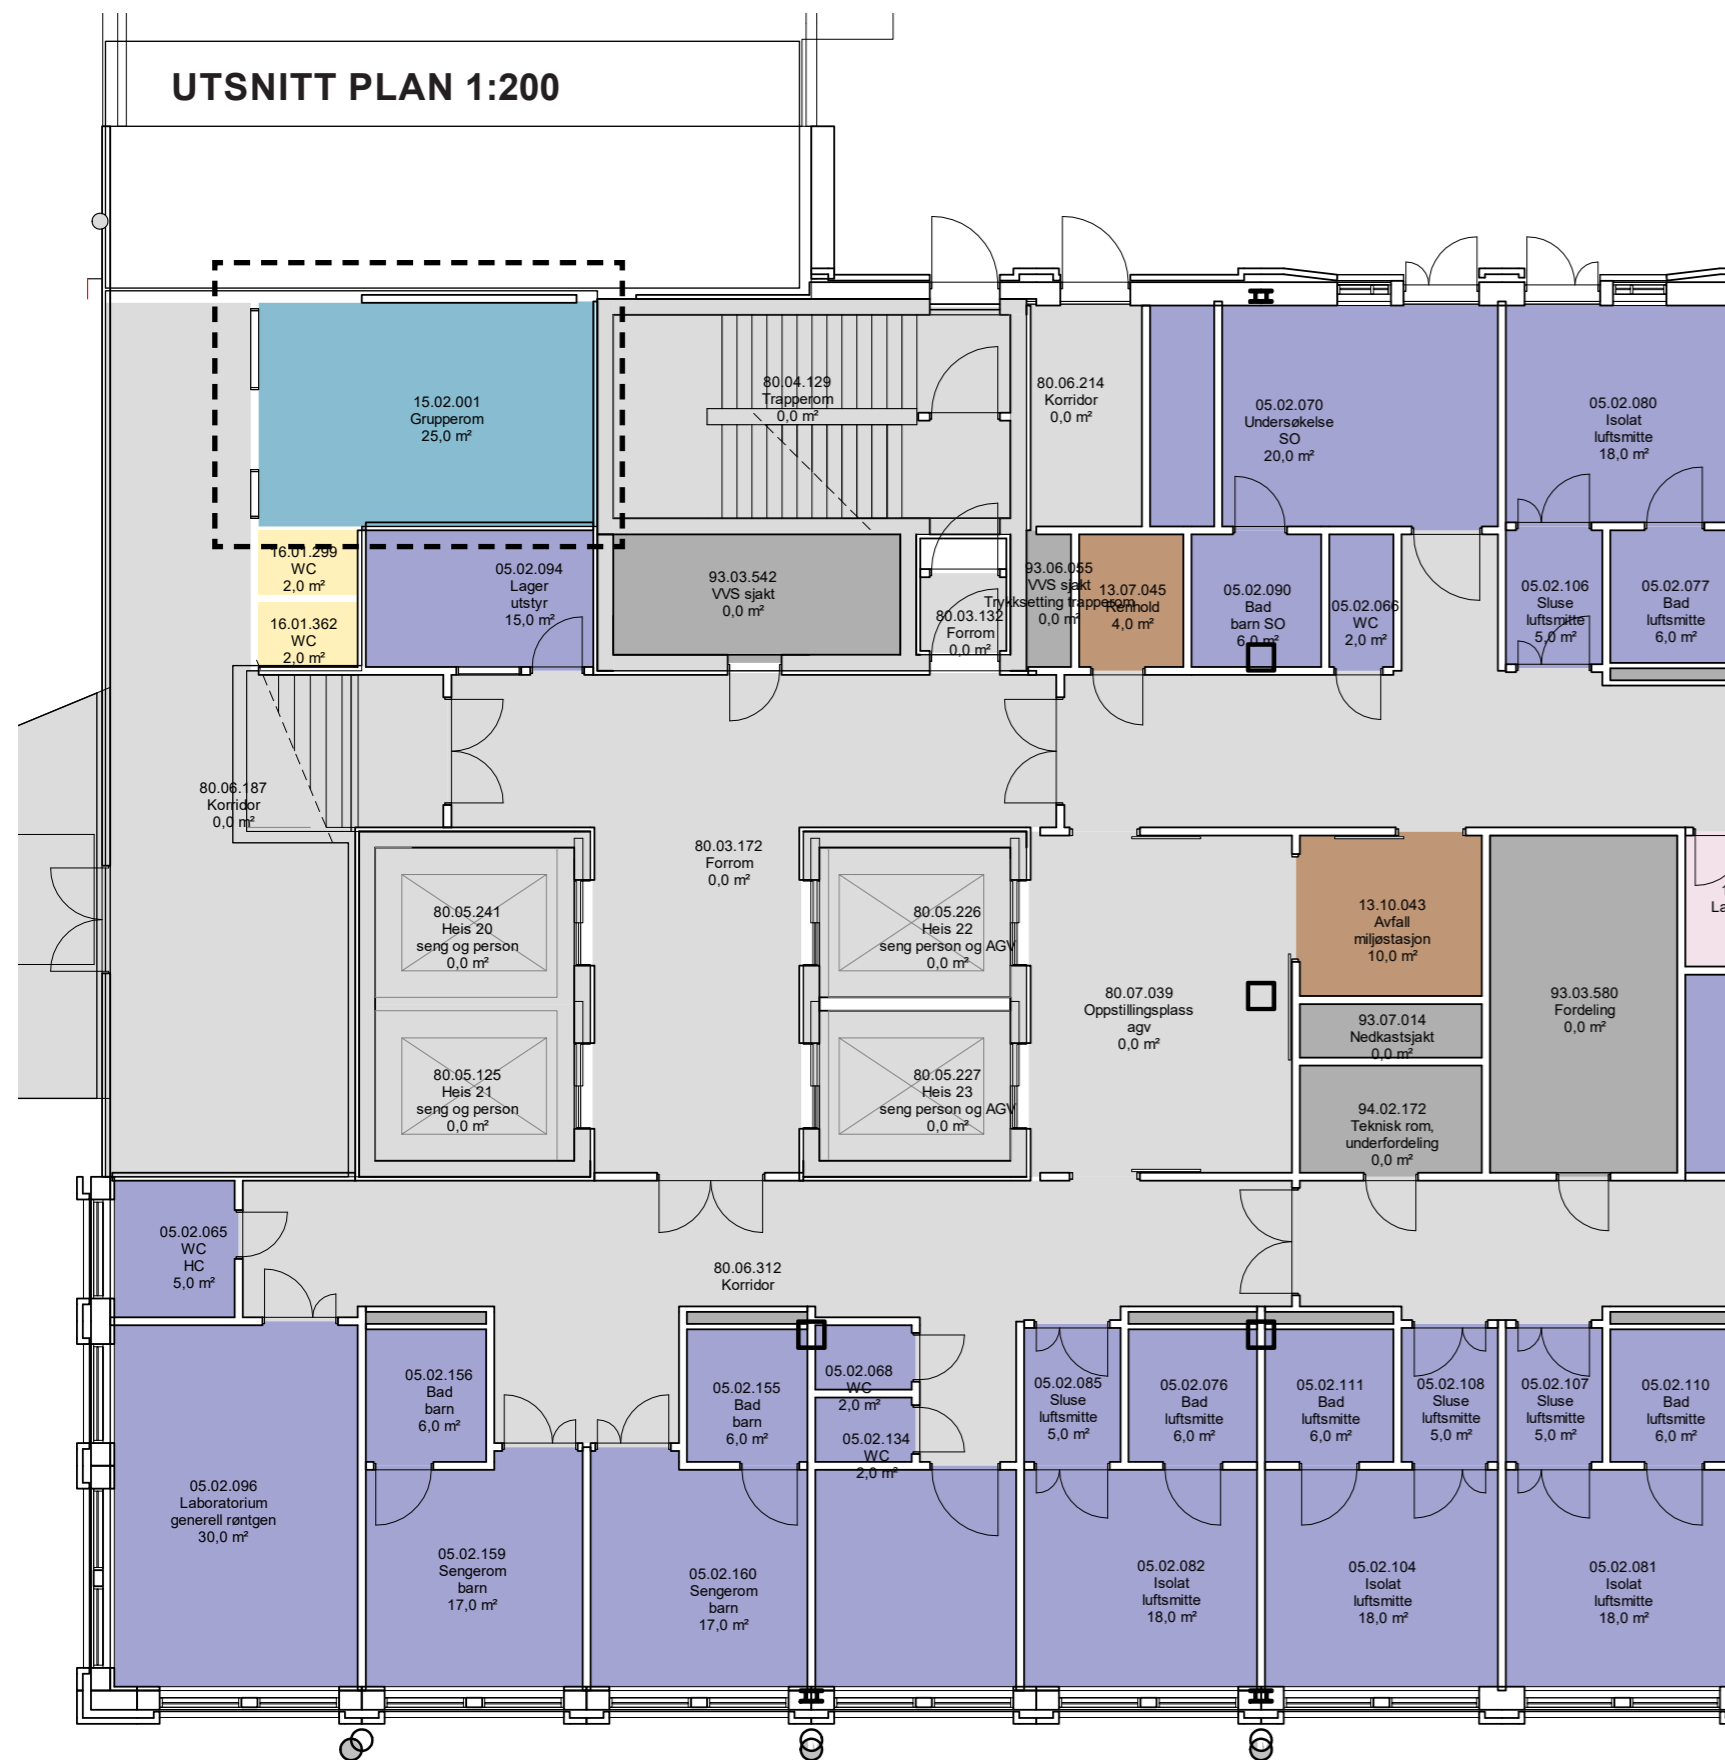 UTSNITT PLAN 1:200
15.02.001
Grupperom
25,0 m²
80.04.129
Trapperom
0,0 m²
80.06.214
Korridor
0,0 m²
05.02.070
Undersøkelse
SO
20,0 m²
05.02.080
Isolat
luftsmitte
18,0 m²
16.01.299
WC
2,0 m²
16.01.362
WC
2,0 m²
05.02.094
Lager
utstyr
15,0 m²
93.03.542
VVS sjakt
0,0 m²
80.03.132
Forrom
0,0 m²
93.06.055
VVS sjakt
Trykksetting trapperom
0,0 m²
13.07.045
Renhold
4,0 m²
05.02.090
Bad
barn SO
6,0 m²
05.02.066
WC
2,0 m²
05.02.106
Sluse
luftsmitte
5,0 m²
05.02.077
Bad
luftsmitte
6,0 m²
80.06.187
Korridor
0,0 m²
80.03.172
Forrom
0,0 m²
80.05.241
Heis 20
seng og person
0,0 m²
80.05.226
Heis 22
seng person og AGV
0,0 m²
13.10.043
Avfall
miljøstasjon
10,0 m²
La
80.07.039
Oppstillingsplass
agv
0,0 m²
93.03.580
Fordeling
0,0 m²
93.07.014
Nedkastsjakt
0,0 m²
80.05.125
Heis 21
seng og person
0,0 m²
80.05.227
Heis 23
seng person og AGV
0,0 m²
94.02.172
Teknisk rom,
underfordeling
0,0 m²
05.02.065
WC
HC
5,0 m²
80.06.312
Korridor
05.02.156
Bad
barn
6,0 m²
05.02.155
Bad
barn
6,0 m²
05.02.068
WC
2,0 m²
05.02.134
WC
2,0 m²
05.02.085
Sluse
luftsmitte
5,0 m²
05.02.076
Bad
luftsmitte
6,0 m²
05.02.111
Bad
luftsmitte
6,0 m²
05.02.108
Sluse
luftsmitte
5,0 m²
05.02.107
Sluse
luftsmitte
5,0 m²
05.02.110
Bad
luftsmitte
6,0 m²
05.02.096
Laboratorium
generell røntgen
30,0 m²
05.02.159
Sengerom
barn
17,0 m²
05.02.160
Sengerom
barn
17,0 m²
05.02.082
Isolat
luftsmitte
18,0 m²
05.02.104
Isolat
luftsmitte
18,0 m²
05.02.081
Isolat
luftsmitte
18,0 m²